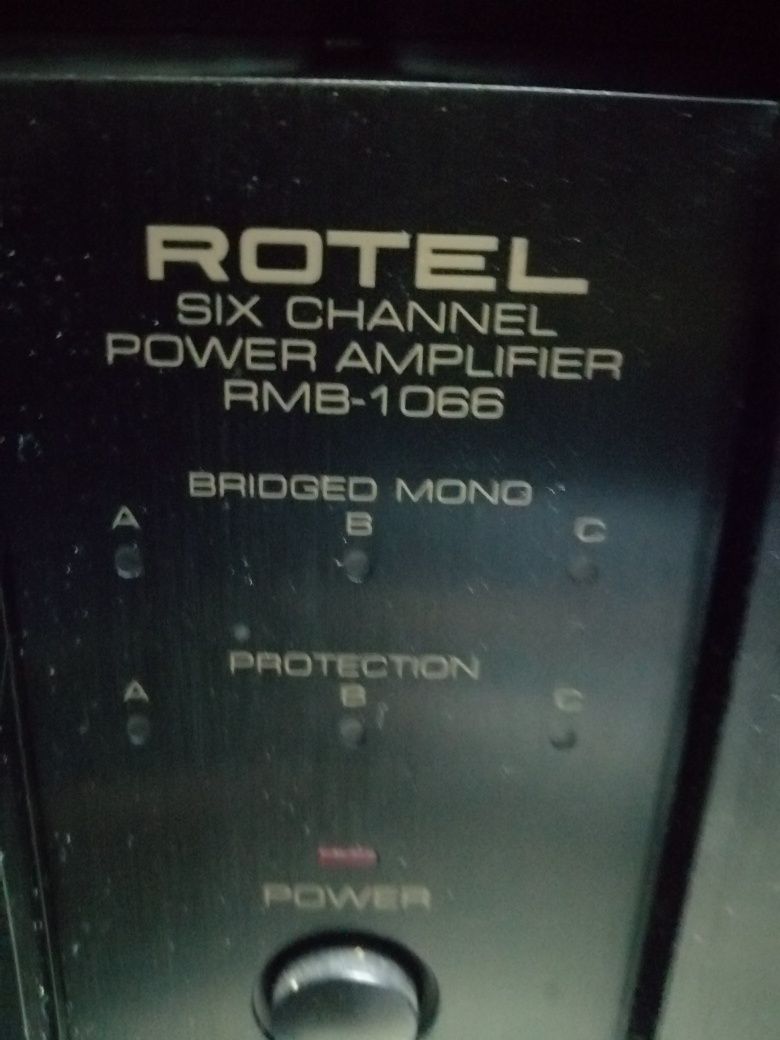 ROTEL
SIX CHANNEL
POWER AMPLIFIER
RMB-1066
BRIDGED MONO
A B C
PROTECTION
A B C
POWER